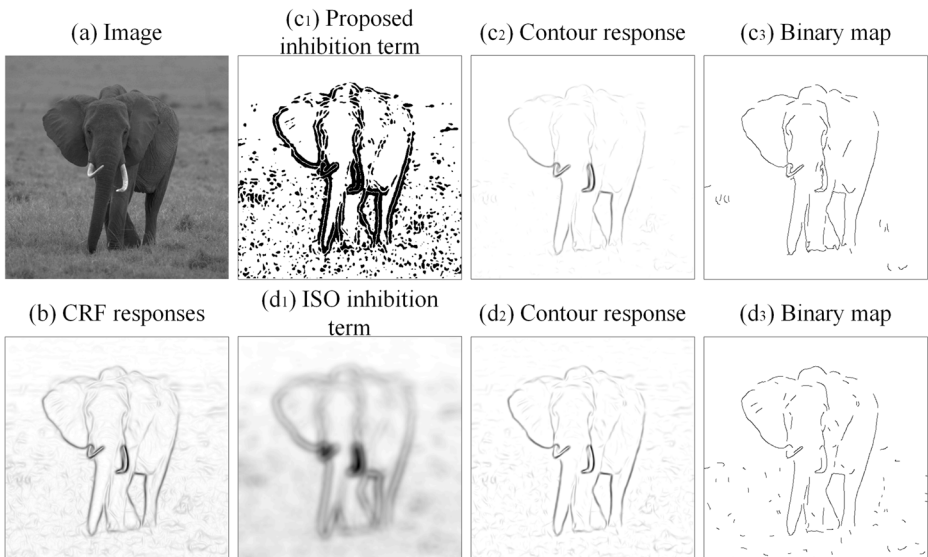 (a) Image
(c1) Proposed
inhibition term
(c2) Contour response
(c3) Binary map
(b) CRF responses
(d1) ISO inhibition
term
(d2) Contour response
(d3) Binary map